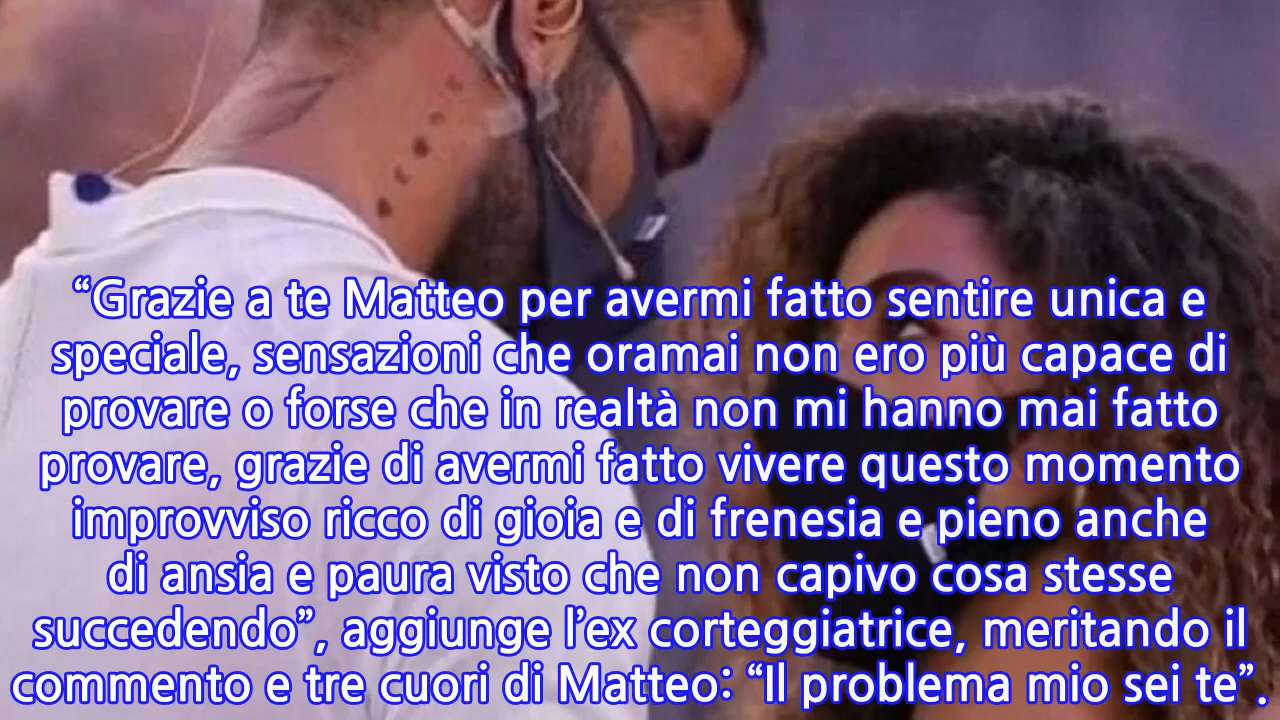 “Grazie a te Matteo per avermi fatto sentire unica e
speciale, sensazioni che oramai non ero più capace di
provare o forse che in realtà non mi hanno mai fatto
provare, grazie di avermi fatto vivere questo momento
improvviso ricco di gioia e di frenesia e pieno anche
di ansia e paura visto che non capivo cosa stesse
succedendo”, aggiunge l’ex corteggiatrice, meritando il
commento e tre cuori di Matteo: “Il problema mio sei te”.